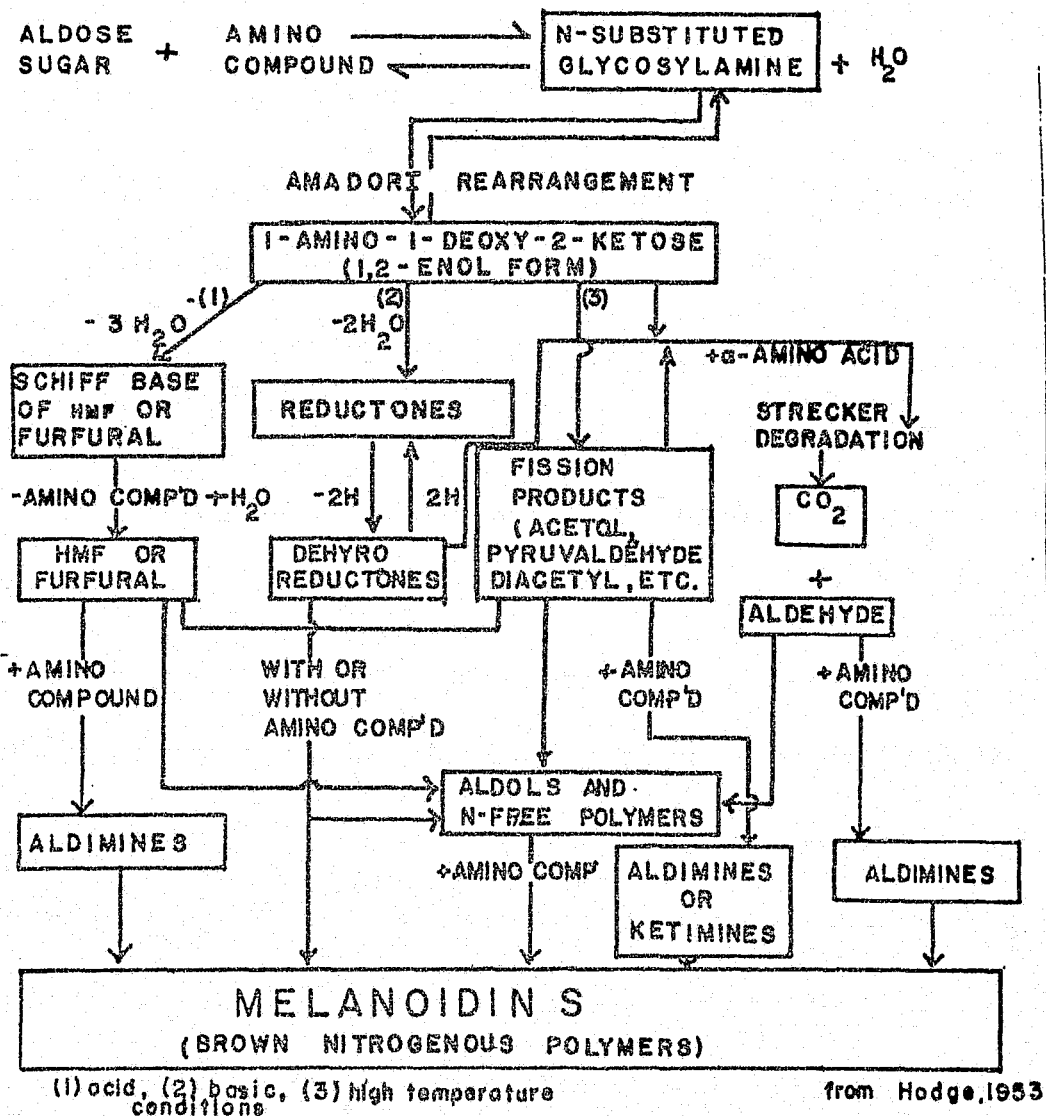 ALDOSE SUGAR + AMINO COMPOUND
N-SUBSTITUTED
GLYCOSYLAMINE + H2O
AMADORI REARRANGEMENT
1-AMINO-1-DEOXY-2-KETOSE
(1,2-ENOL FORM)
-(1)
- 3 H2O
(2)
-2H2O
(3)
+α-AMINO ACID
SCHIFF BASE
OF HMF OR
FURFURAL
REDUCTONES
STRECKER
DEGRADATION
-AMINO COMP'D +H2O
-2H
2H
FISSION
PRODUCTS
(ACETOL,
PYRUVALDEHYDE
DIACETYL, ETC.
CO2
HMF OR
FURFURAL
DEHYRO
REDUCTONES
+
ALDEHYDE
+AMINO
COMPOUND
WITH OR
WITHOUT
AMINO COMP'D
+AMINO
COMP'D
+AMINO
COMP'D
ALDOLS AND
N-FREE POLYMERS
ALDIMINES
+AMINO COMP'
ALDIMINES
OR
KETIMINES
ALDIMINES
MELANOIDINS
(BROWN NITROGENOUS POLYMERS)
(1) acid, (2) basic, (3) high temperature
conditions
from Hodge, 1953